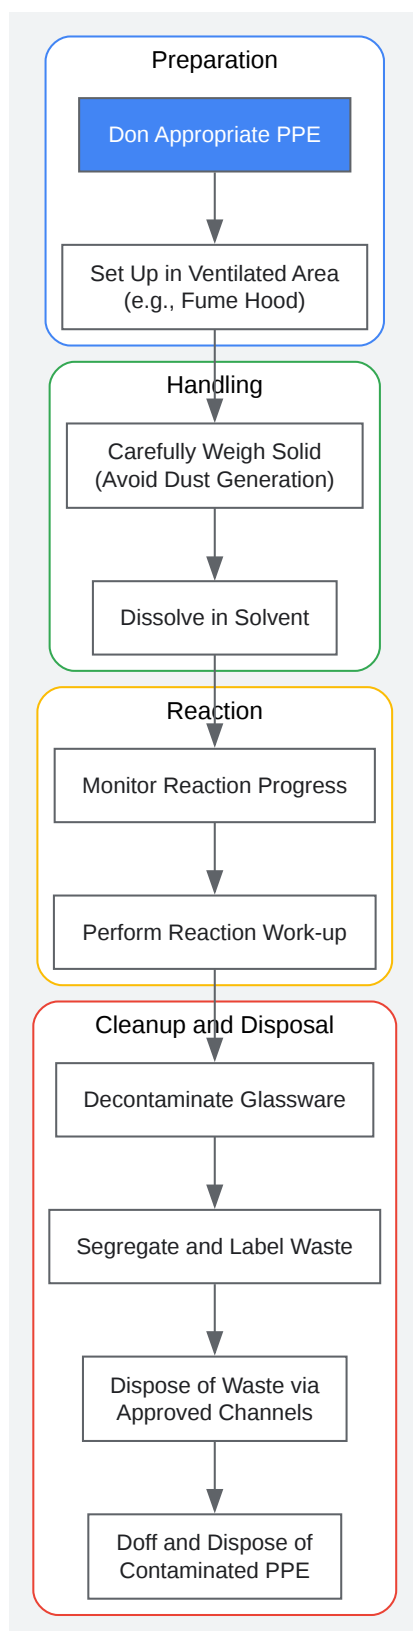 Preparation
Don Appropriate PPE
Set Up in Ventilated Area
(e.g., Fume Hood)
Handling
Carefully Weigh Solid
(Avoid Dust Generation)
Dissolve in Solvent
Reaction
Monitor Reaction Progress
Perform Reaction Work-up
Cleanup and Disposal
Decontaminate Glassware
Segregate and Label Waste
Dispose of Waste via
Approved Channels
Doff and Dispose of
Contaminated PPE